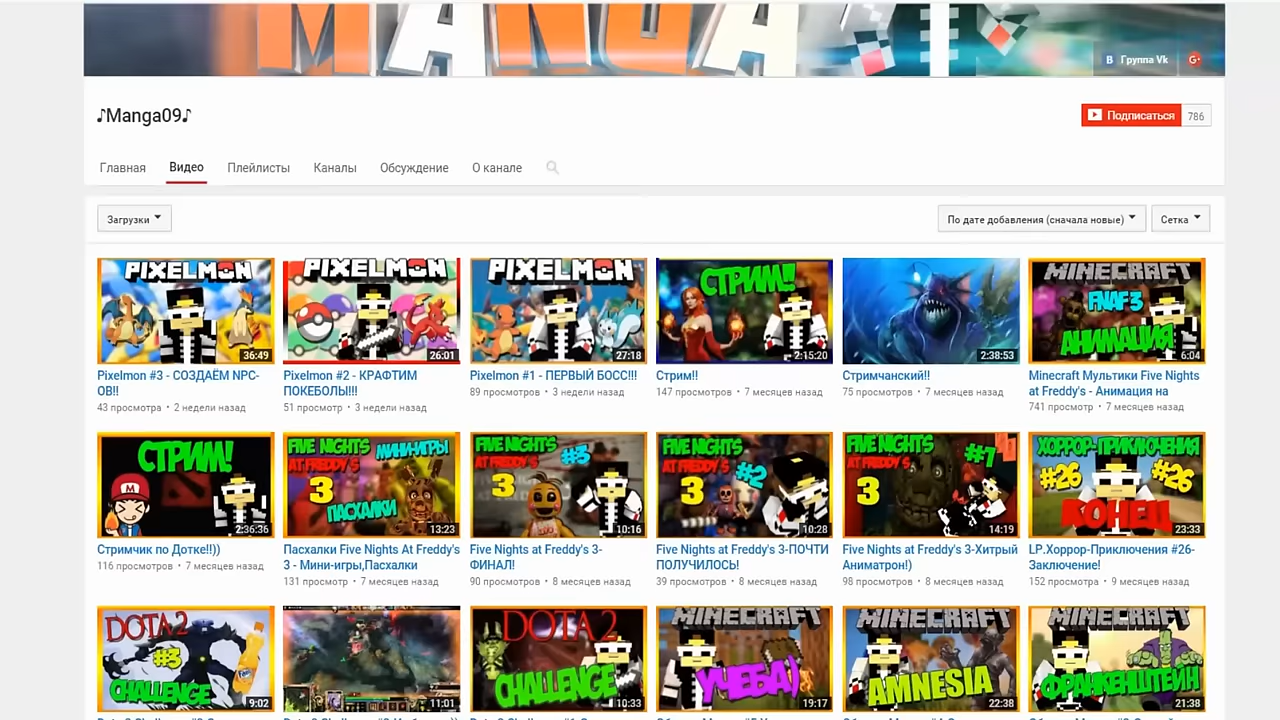 MANGA
Группа Vk
♪Manga09♪
Подписаться 786
Главная Видео Плейлисты Каналы Обсуждение О канале
Загрузки
По дате добавления (сначала новые) Сетка
PIXELMON
36:49
PIXELMON
26:01
PIXELMON
27:18
СТРИМ!!
2:15:20
2:38:53
MINECRAFT
FNAF 3
АНИМАЦИЯ
6:04
Pixelmon #3 - СОЗДАЁМ NPC-
ОВ!!
43 просмотра • 2 недели назад
Pixelmon #2 - КРАФТИМ
ПОКЕБОЛЫ!!!
51 просмотр • 3 недели назад
Pixelmon #1 - ПЕРВЫЙ БОСС!!!
89 просмотров • 3 недели назад
Стрим!!
147 просмотров • 7 месяцев назад
Стримчанский!!
75 просмотров • 7 месяцев назад
Minecraft Мультики Five Nights
at Freddy's - Анимация на
741 просмотр • 7 месяцев назад
СТРИМ!
M
2:36:36
FIVE NIGHTS
AT FREDDY'S
МИНИ-ИГРЫ
3
ПАСХАЛКИ
13:23
FIVE NIGHTS
AT FREDDY'S
#3
3
10:16
FIVE NIGHTS
AT FREDDY'S
#2
3
10:28
FIVE NIGHTS
AT FREDDY'S
#1
3
14:19
ХОРРОР-ПРИКЛЮЧЕНИЯ
#26 #26
КОНЕЦ
23:33
Стримчик по Дотке!!))
116 просмотров • 7 месяцев назад
Пасхалки Five Nights At Freddy's
3 - Мини-игры,Пасхалки
131 просмотр • 7 месяцев назад
Five Nights at Freddy's 3-
ФИНАЛ!
90 просмотров • 8 месяцев назад
Five Nights at Freddy's 3-ПОЧТИ
ПОЛУЧИЛОСЬ!
39 просмотров • 8 месяцев назад
Five Nights at Freddy's 3-Хитрый
Аниматрон!)
98 просмотров • 8 месяцев назад
LP.Хоррор-Приключения #26-
Заключение!
152 просмотра • 9 месяцев назад
DOTA 2
#3
CHALLENGE
9:02
11:01
DOTA 2
CHALLENGE
10:33
MINECRAFT
УЧЕБА)
19:17
MINECRAFT
AMNESIA
22:38
MINECRAFT
ФРАНКЕНШТЕЙН
21:38